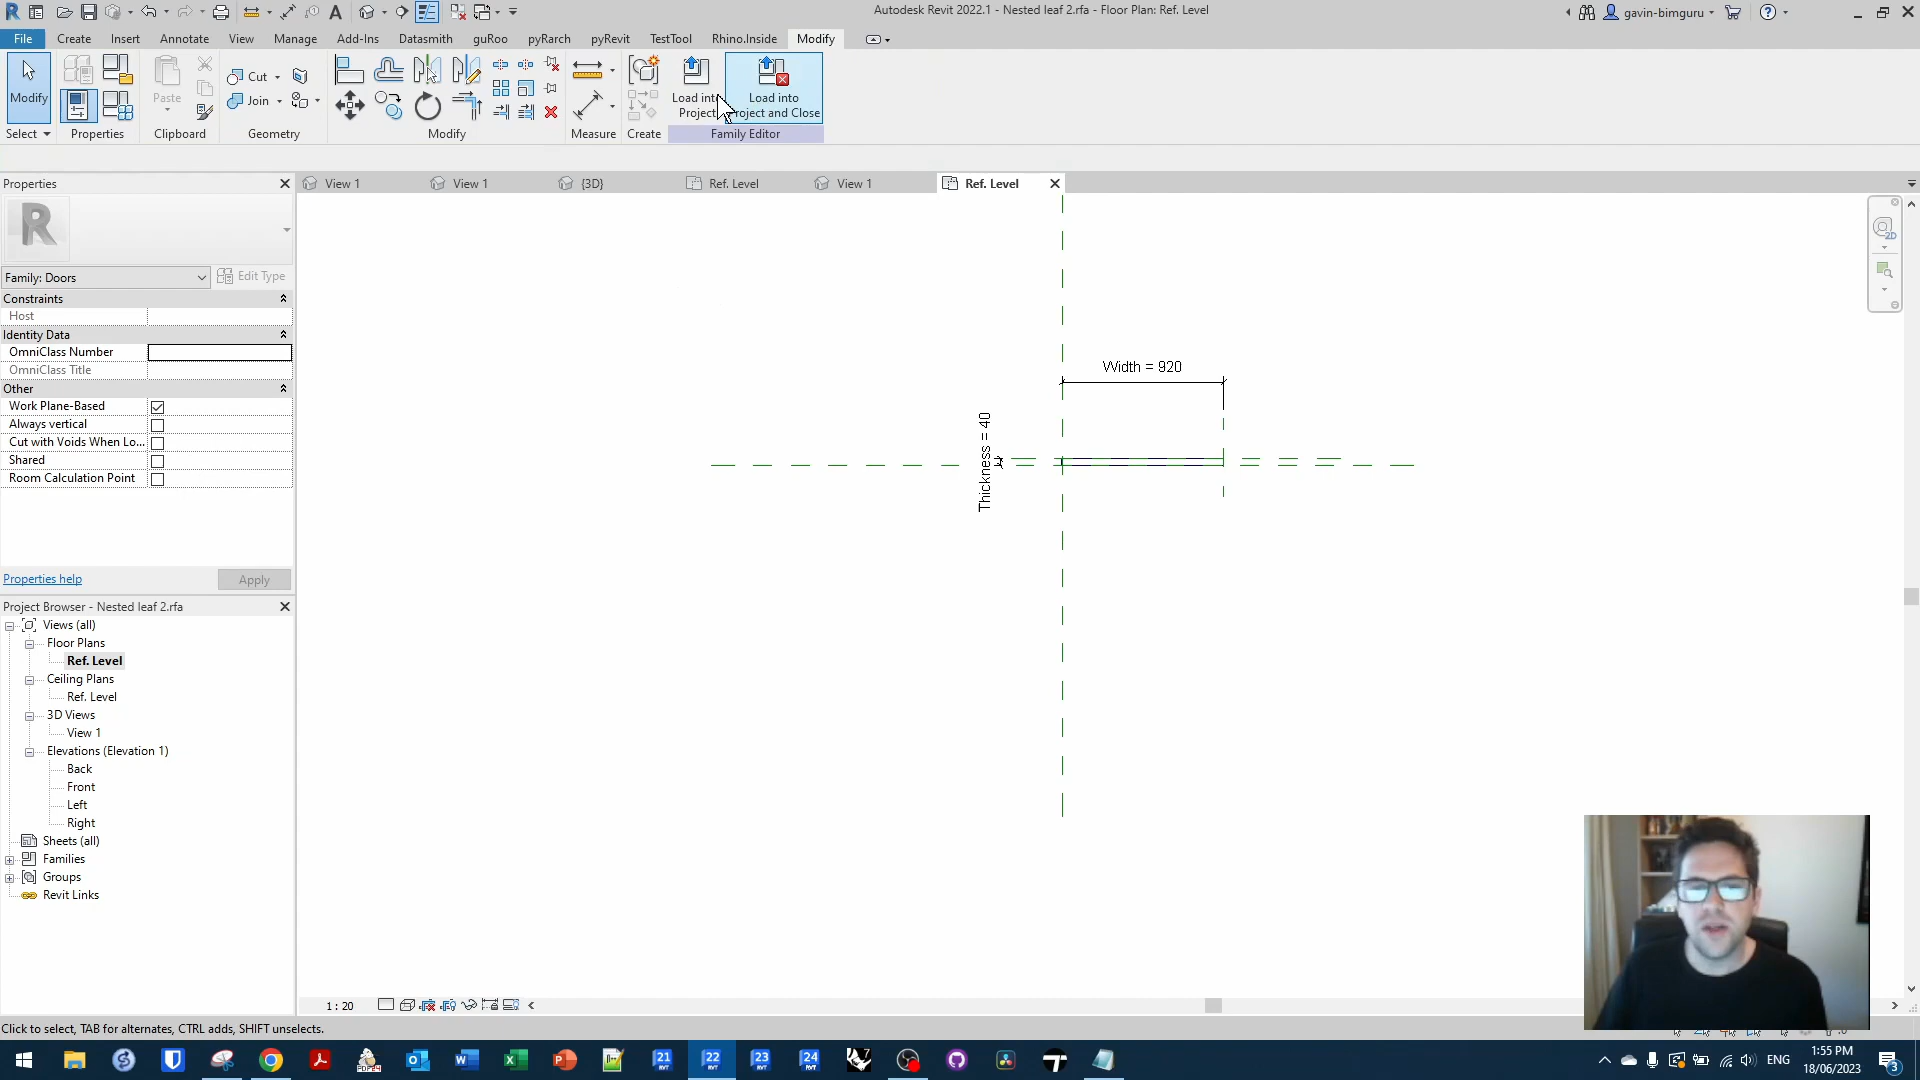 Autodesk Revit 2022.1 - Nested leaf 2.rfa - Floor Plan: Ref. Level
gavin-bimguru
File
Create
Insert
Annotate
View
Manage
Add-Ins
Datasmith
guRoo
pyRarch
pyRevit
TestTool
Rhino.Inside
Modify
Modify
Paste
Cut
Join
Load into
Project
Load into
Project and Close
Select
Properties
Clipboard
Geometry
Modify
Measure
Create
Family Editor
Properties
View 1
View 1
{3D}
Ref. Level
View 1
Ref. Level
R
Family: Doors
Edit Type
Constraints
Host
Identity Data
OmniClass Number
OmniClass Title
Other
Work Plane-Based
Always vertical
Cut with Voids When Lo...
Shared
Room Calculation Point
Properties help
Apply
Width = 920
Thickness = 40
2D
Project Browser - Nested leaf 2.rfa
Views (all)
Floor Plans
Ref. Level
Ceiling Plans
Ref. Level
3D Views
View 1
Elevations (Elevation 1)
Back
Front
Left
Right
Sheets (all)
Families
Groups
Revit Links
1 : 20
Click to select, TAB for alternates, CTRL adds, SHIFT unselects.
21
22
23
24
ENG
1:55 PM
18/06/2023
3